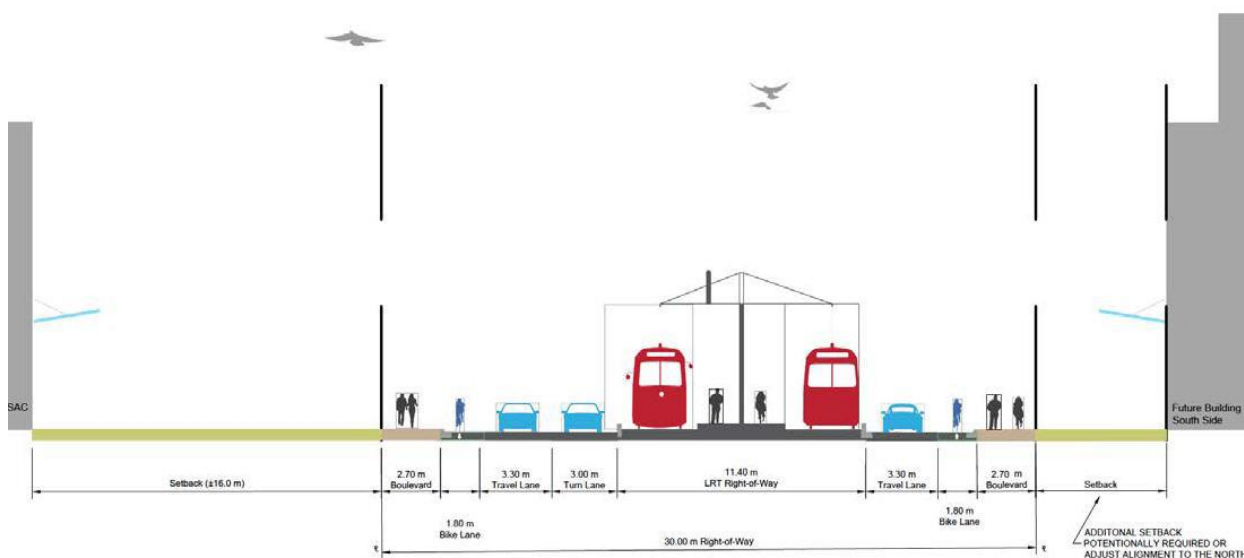 SAC
Future Building
South Side
Setback (±16.0 m)
2.70 m
Boulevard
1.80 m
Bike Lane
3.30 m
Travel Lane
3.00 m
Turn Lane
11.40 m
LRT Right-of-Way
3.30 m
Travel Lane
1.80 m
Bike Lane
2.70 m
Boulevard
Setback
30.00 m Right-of-Way
ADDITONAL SETBACK
POTENTIALLY REQUIRED OR
ADJUST ALIGNMENT TO THE NORTH